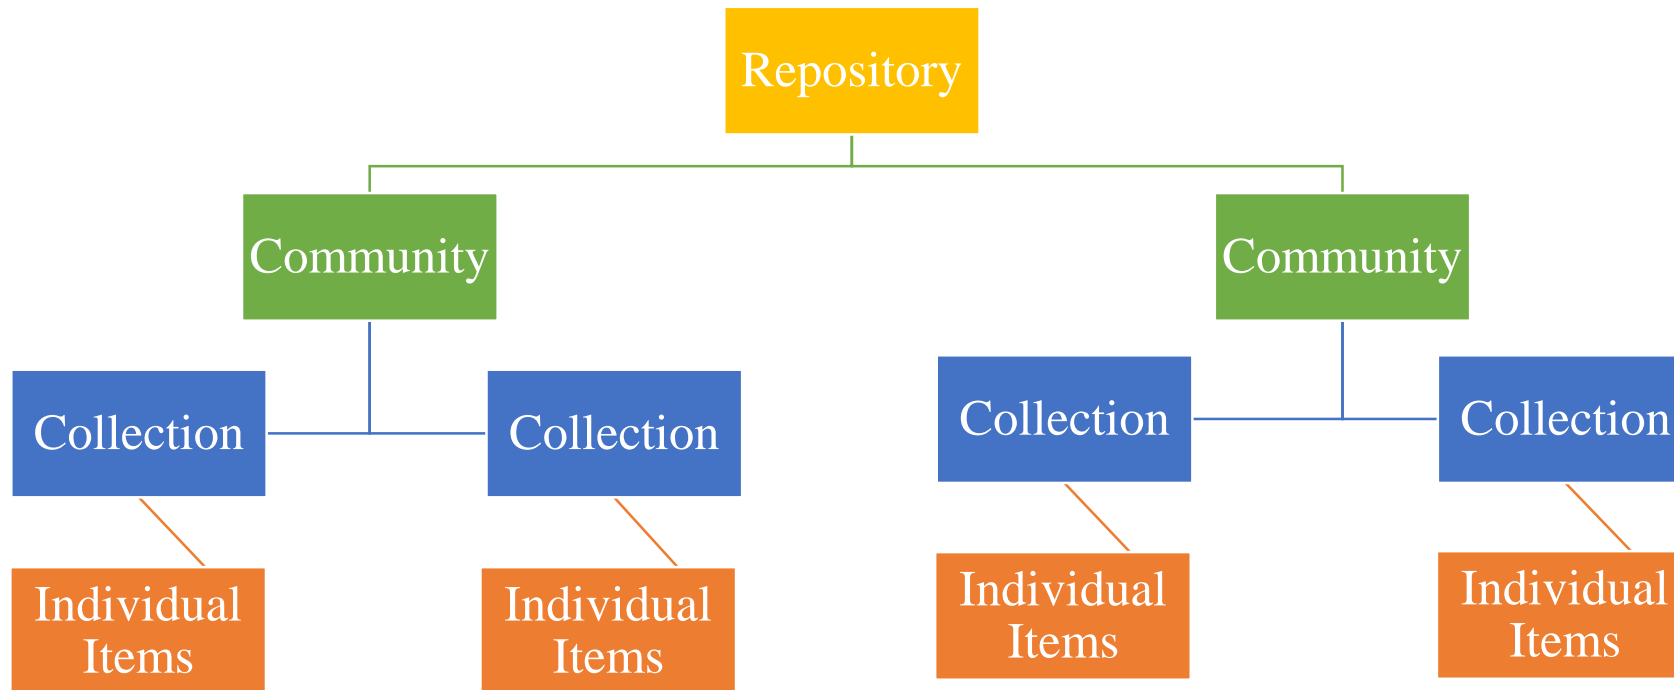 Repository
Community
Community
Collection
Collection
Collection
Collection
Individual
Items
Individual
Items
Individual
Items
Individual
Items